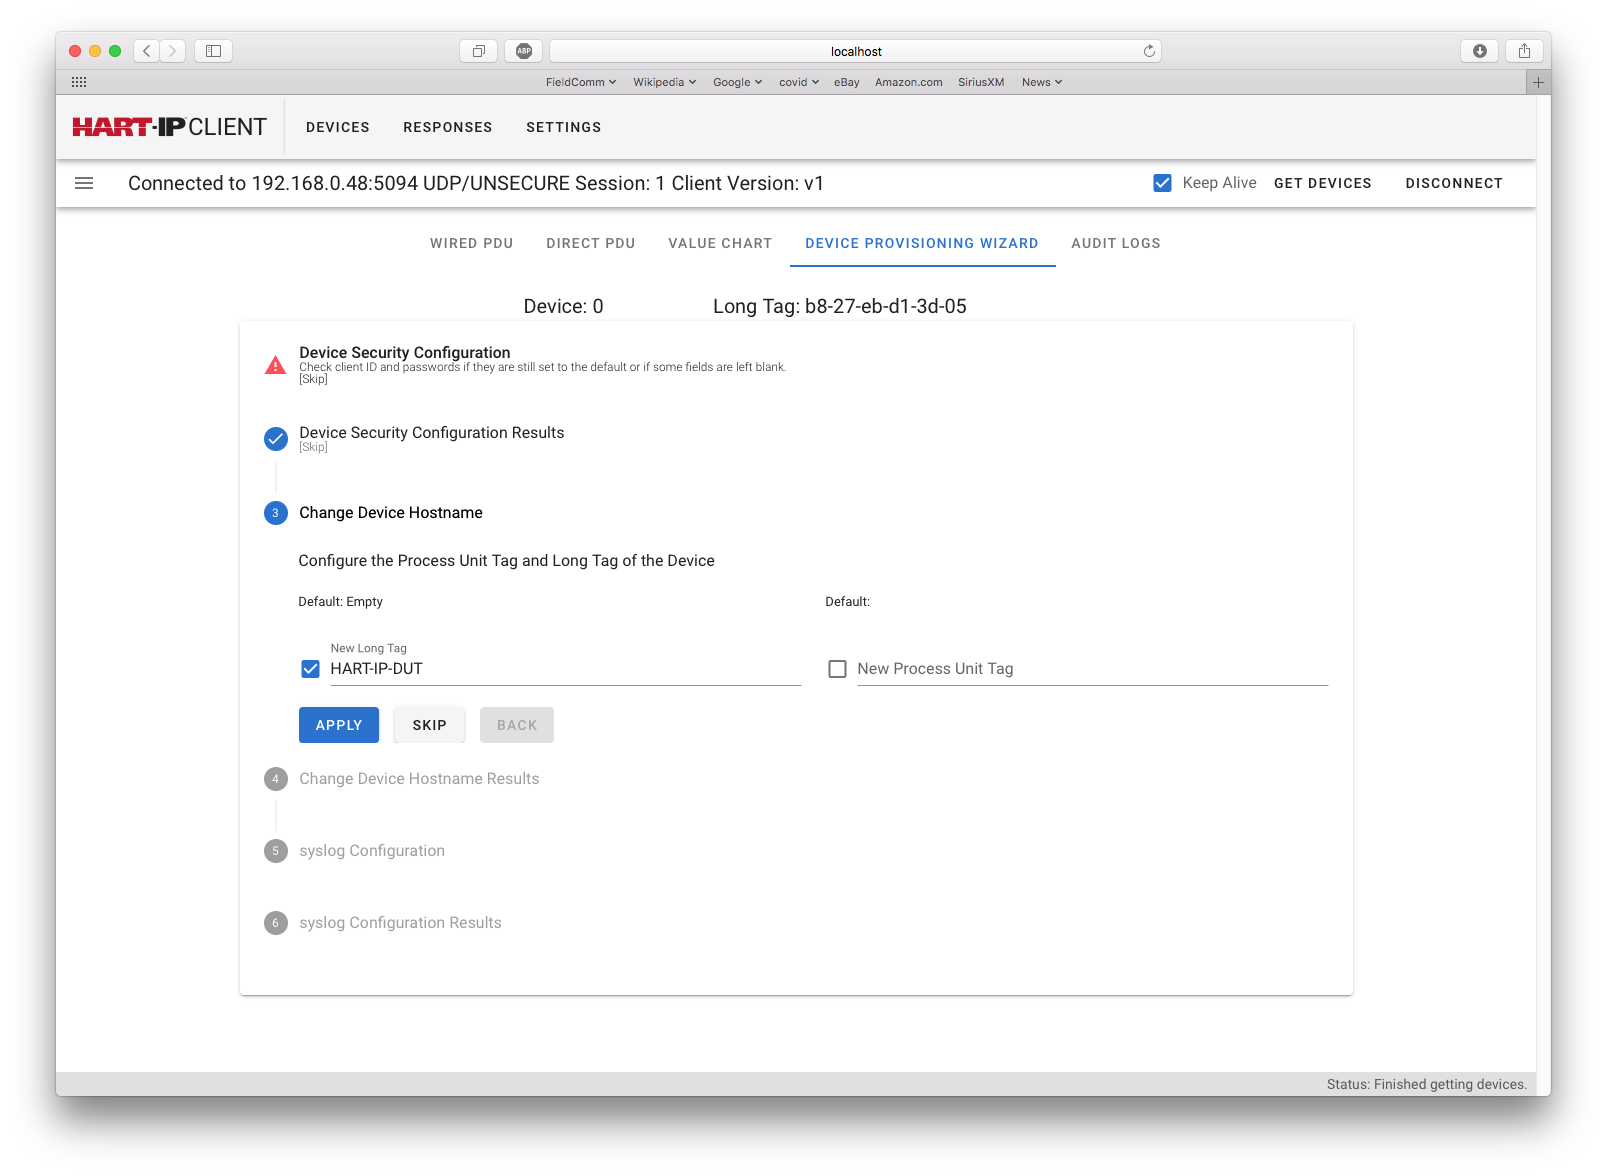 localhost
ABP
FieldComm Wikipedia Google covid eBay Amazon.com SiriusXM News
HART-IP CLIENT DEVICES RESPONSES SETTINGS
Connected to 192.168.0.48:5094 UDP/UNSECURE Session: 1 Client Version: v1 Keep Alive GET DEVICES DISCONNECT
WIRED PDU DIRECT PDU VALUE CHART DEVICE PROVISIONING WIZARD AUDIT LOGS
Device: 0 Long Tag: b8-27-eb-d1-3d-05
Device Security Configuration
Check client ID and passwords if they are still set to the default or if some fields are left blank.
[Skip]
Device Security Configuration Results
[Skip]
3 Change Device Hostname
Configure the Process Unit Tag and Long Tag of the Device
Default: Empty Default:
New Long Tag
HART-IP-DUT New Process Unit Tag
APPLY SKIP BACK
4 Change Device Hostname Results
5 syslog Configuration
6 syslog Configuration Results
Status: Finished getting devices.